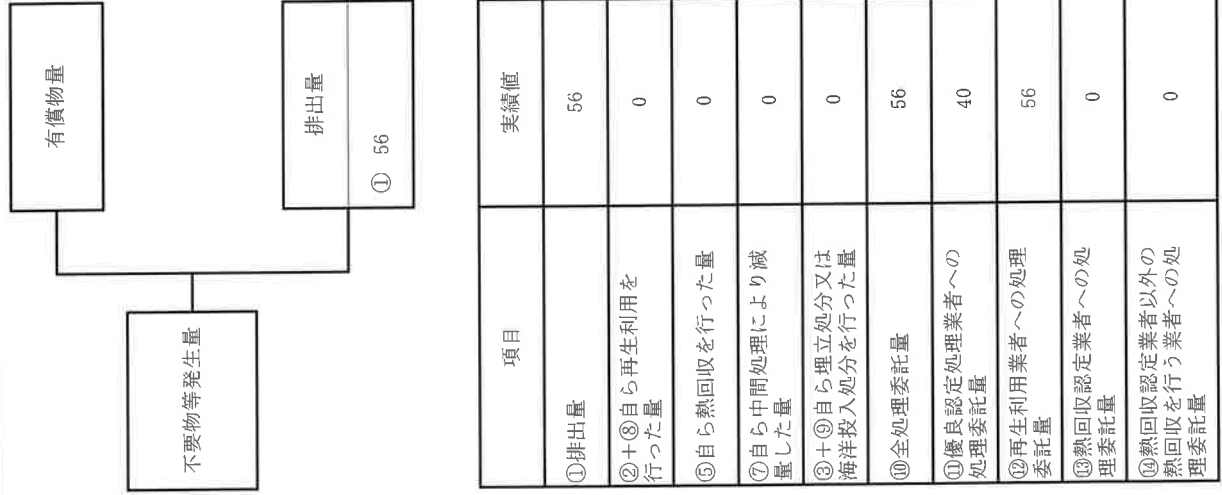 有償物量
不要物等発生量
排出量
① 56
項目
実績値
①排出量
56
②+⑧自ら再生利用を
行った量
0
⑤自ら熱回収を行った量
0
⑦自ら中間処理により減
量した量
0
③+⑨自ら埋立処分又は
海洋投入処分を行った量
0
⑩全処理委託量
56
⑪優良認定処理業者への
処理委託量
40
⑫再生利用業者への処理
委託量
56
⑬熱回収認定業者への処
理委託量
0
⑭熱回収認定業者以外の
熱回収を行う業者への処
理委託量
0